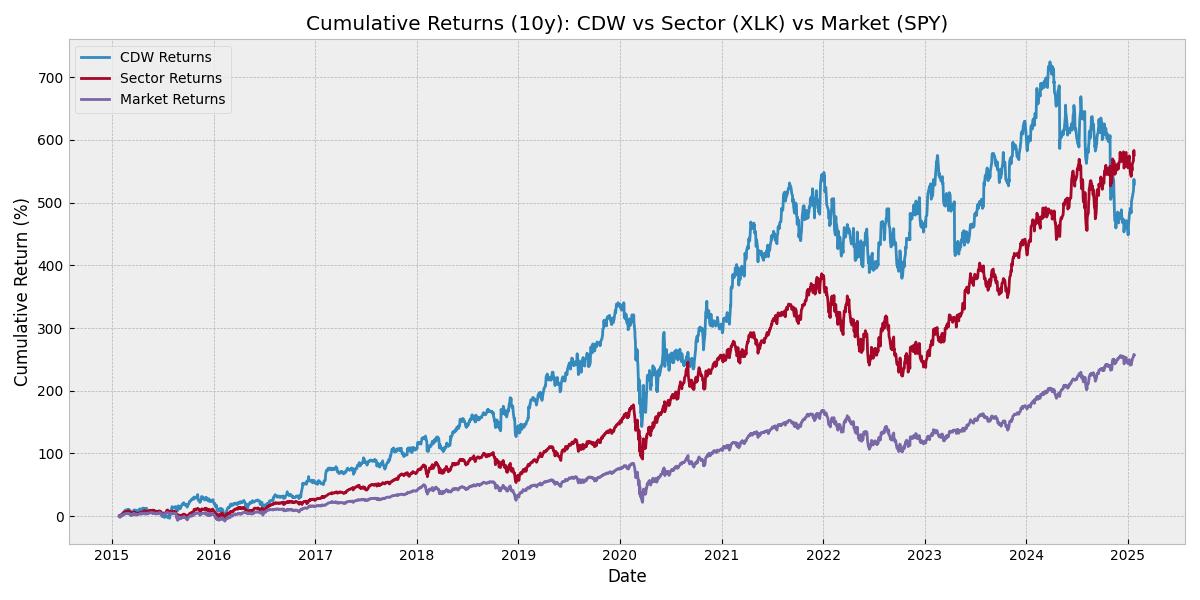 Cumulative Returns (10y): CDW vs Sector (XLK) vs Market (SPY)
CDW Returns
Sector Returns
Market Returns
Cumulative Return (%)
700
600
500
400
300
200
100
0
2015 2016 2017 2018 2019 2020 2021 2022 2023 2024 2025
Date